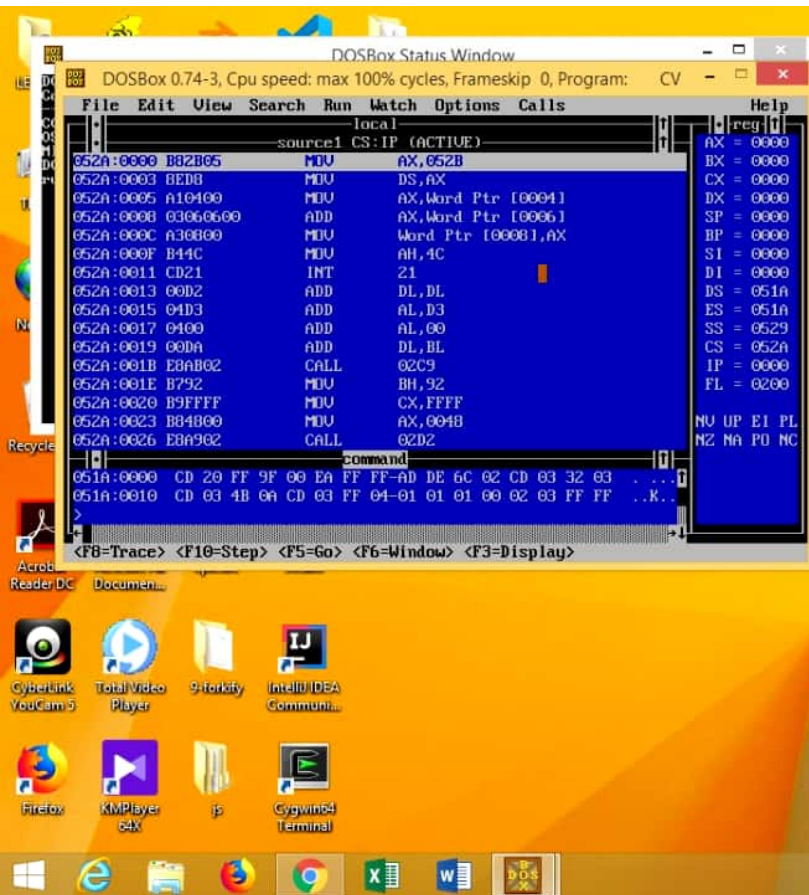 DOSBox Status Window
DOSBox 0.74-3, Cpu speed: max 100% cycles, Frameskip 0, Program: CV
File Edit View Search Run Watch Options Calls Help
local
reg
source1 CS:IP (ACTIVE)
052A:0000 B82B05 MOV AX,052B
052A:0003 8ED8 MOV DS,AX
052A:0005 A10400 MOV AX,Word Ptr [0004]
052A:0008 03060600 ADD AX,Word Ptr [0006]
052A:000C A30800 MOV Word Ptr [0008],AX
052A:000F B44C MOV AH,4C
052A:0011 CD21 INT 21
052A:0013 00D2 ADD DL,DL
052A:0015 04D3 ADD AL,D3
052A:0017 0400 ADD AL,00
052A:0019 00DA ADD DL,BL
052A:001B E8AB02 CALL 02C9
052A:001E B792 MOV BH,92
052A:0020 B9FFFF MOV CX,FFFF
052A:0023 B84800 MOV AX,0048
052A:0026 E8A902 CALL 02D2
AX = 0000
BX = 0000
CX = 0000
DX = 0000
SP = 0000
BP = 0000
SI = 0000
DI = 0000
DS = 051A
ES = 051A
SS = 0529
CS = 052A
IP = 0000
FL = 0200
NV UP EI PL
NZ NA PO NC
command
051A:0000 CD 20 FF 9F 00 EA FF FF-AD DE 6C 02 CD 03 32 03 . ...
051A:0010 CD 03 4B 0A CD 03 FF 04-01 01 01 00 02 03 FF FF ..K..
>
<F8=Trace> <F10=Step> <F5=Go> <F6=Window> <F3=Display>
Recycle
Acrob
Reader DC
Documen...
CyberLink
YouCam 5
Total Video
Player
9-forkify
IntelliJ IDEA
Communi...
Firefox
KMPlayer
64X
js
Cygwin64
Terminal